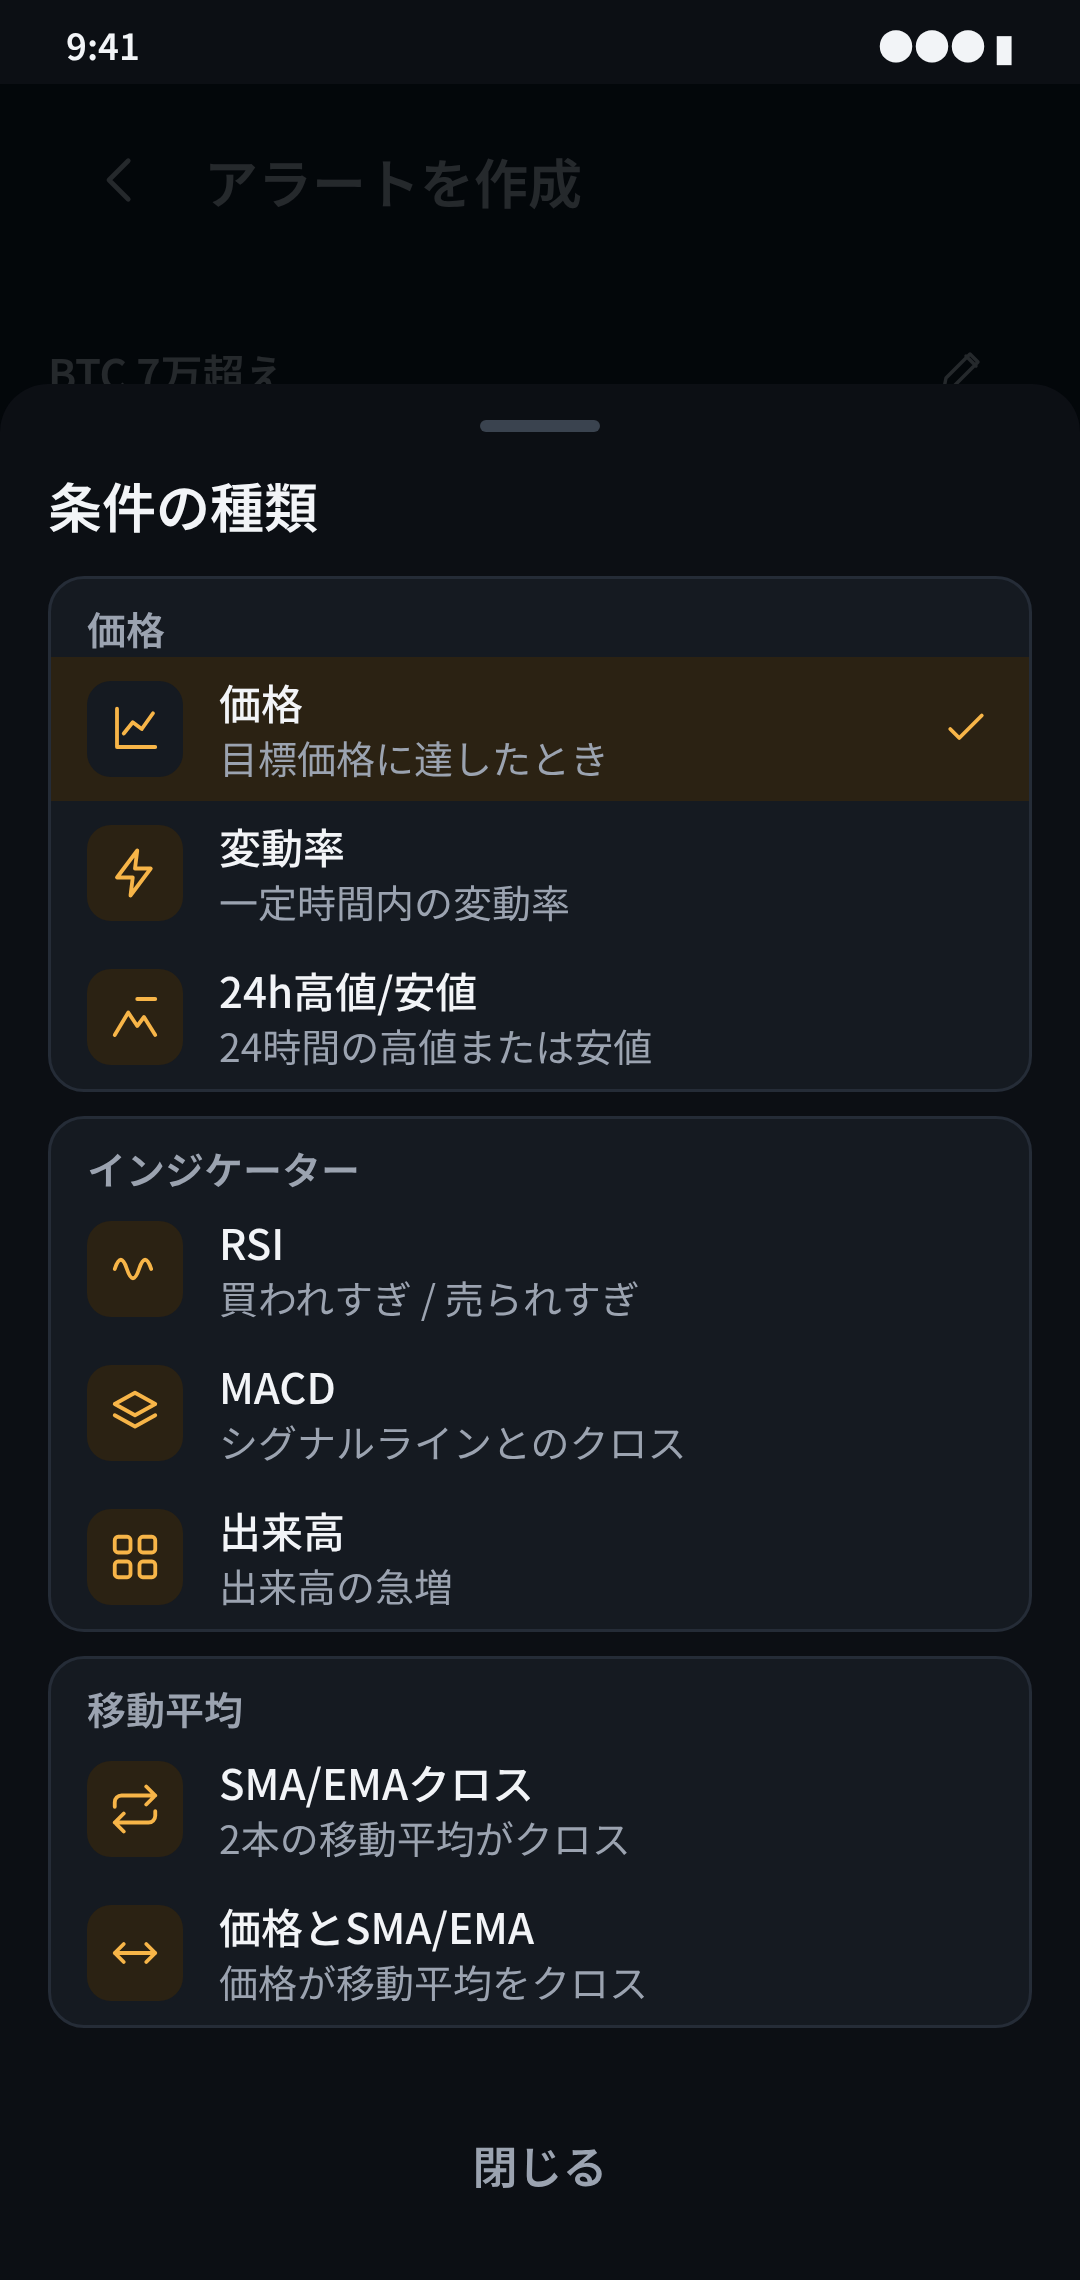 9:41
アラートを作成
BTC 7万超え
条件の種類
価格
価格
目標価格に達したとき
変動率
一定時間内の変動率
24h高値/安値
24時間の高値または安値
インジケーター
RSI
買われすぎ / 売られすぎ
MACD
シグナルラインとのクロス
出来高
出来高の急増
移動平均
SMA/EMAクロス
2本の移動平均がクロス
価格とSMA/EMA
価格が移動平均をクロス
閉じる